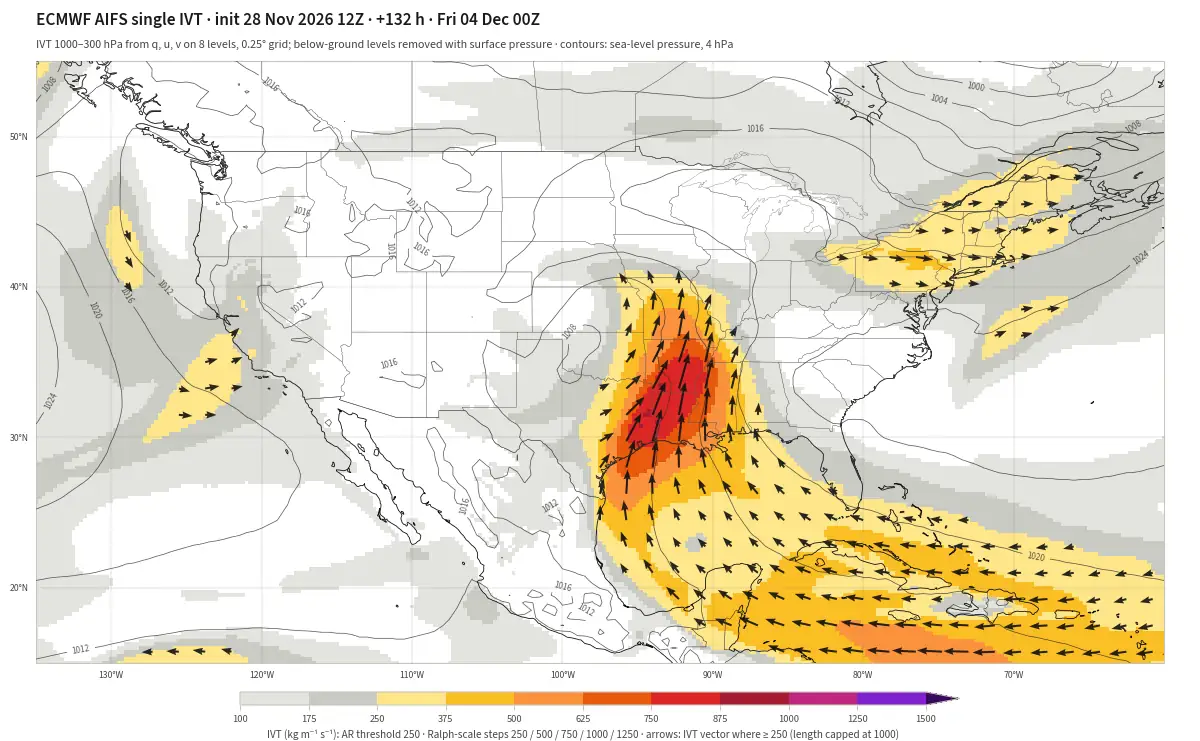 ECMWF AIFS single IVT · init 28 Nov 2026 12Z · +132 h · Fri 04 Dec 00Z
IVT 1000–300 hPa from q, u, v on 8 levels, 0.25° grid; below-ground levels removed with surface pressure · contours: sea-level pressure, 4 hPa
1008
1016
1012
1000
1004
1008
1016
50°N
1016
1012
1016
1016
1024
40°N
1016
1012
1020
1012
1008
1016
1024
30°N
1016
1012
1020
20°N
1016
1012
1012
130°W
120°W
110°W
100°W
90°W
80°W
70°W
100
175
250
375
500
625
750
875
1000
1250
1500
IVT (kg m⁻¹ s⁻¹): AR threshold 250 · Ralph-scale steps 250 / 500 / 750 / 1000 / 1250 · arrows: IVT vector where ≥ 250 (length capped at 1000)